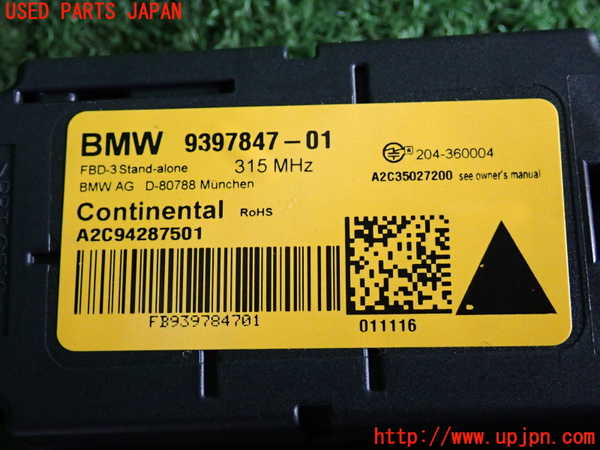 USED PARTS JAPAN
BMW 9397847-01
FBD-3 Stand-alone 315 MHz
BMW AG D-80788 München
204-360004
A2C35027200 see owner's manual
Continental RoHS
A2C94287501
FB939784701
011116
http://www.upjpn.com/